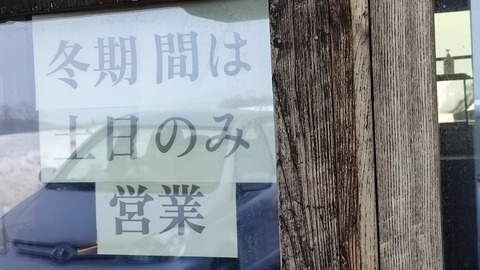 冬期間は
土日のみ
営業